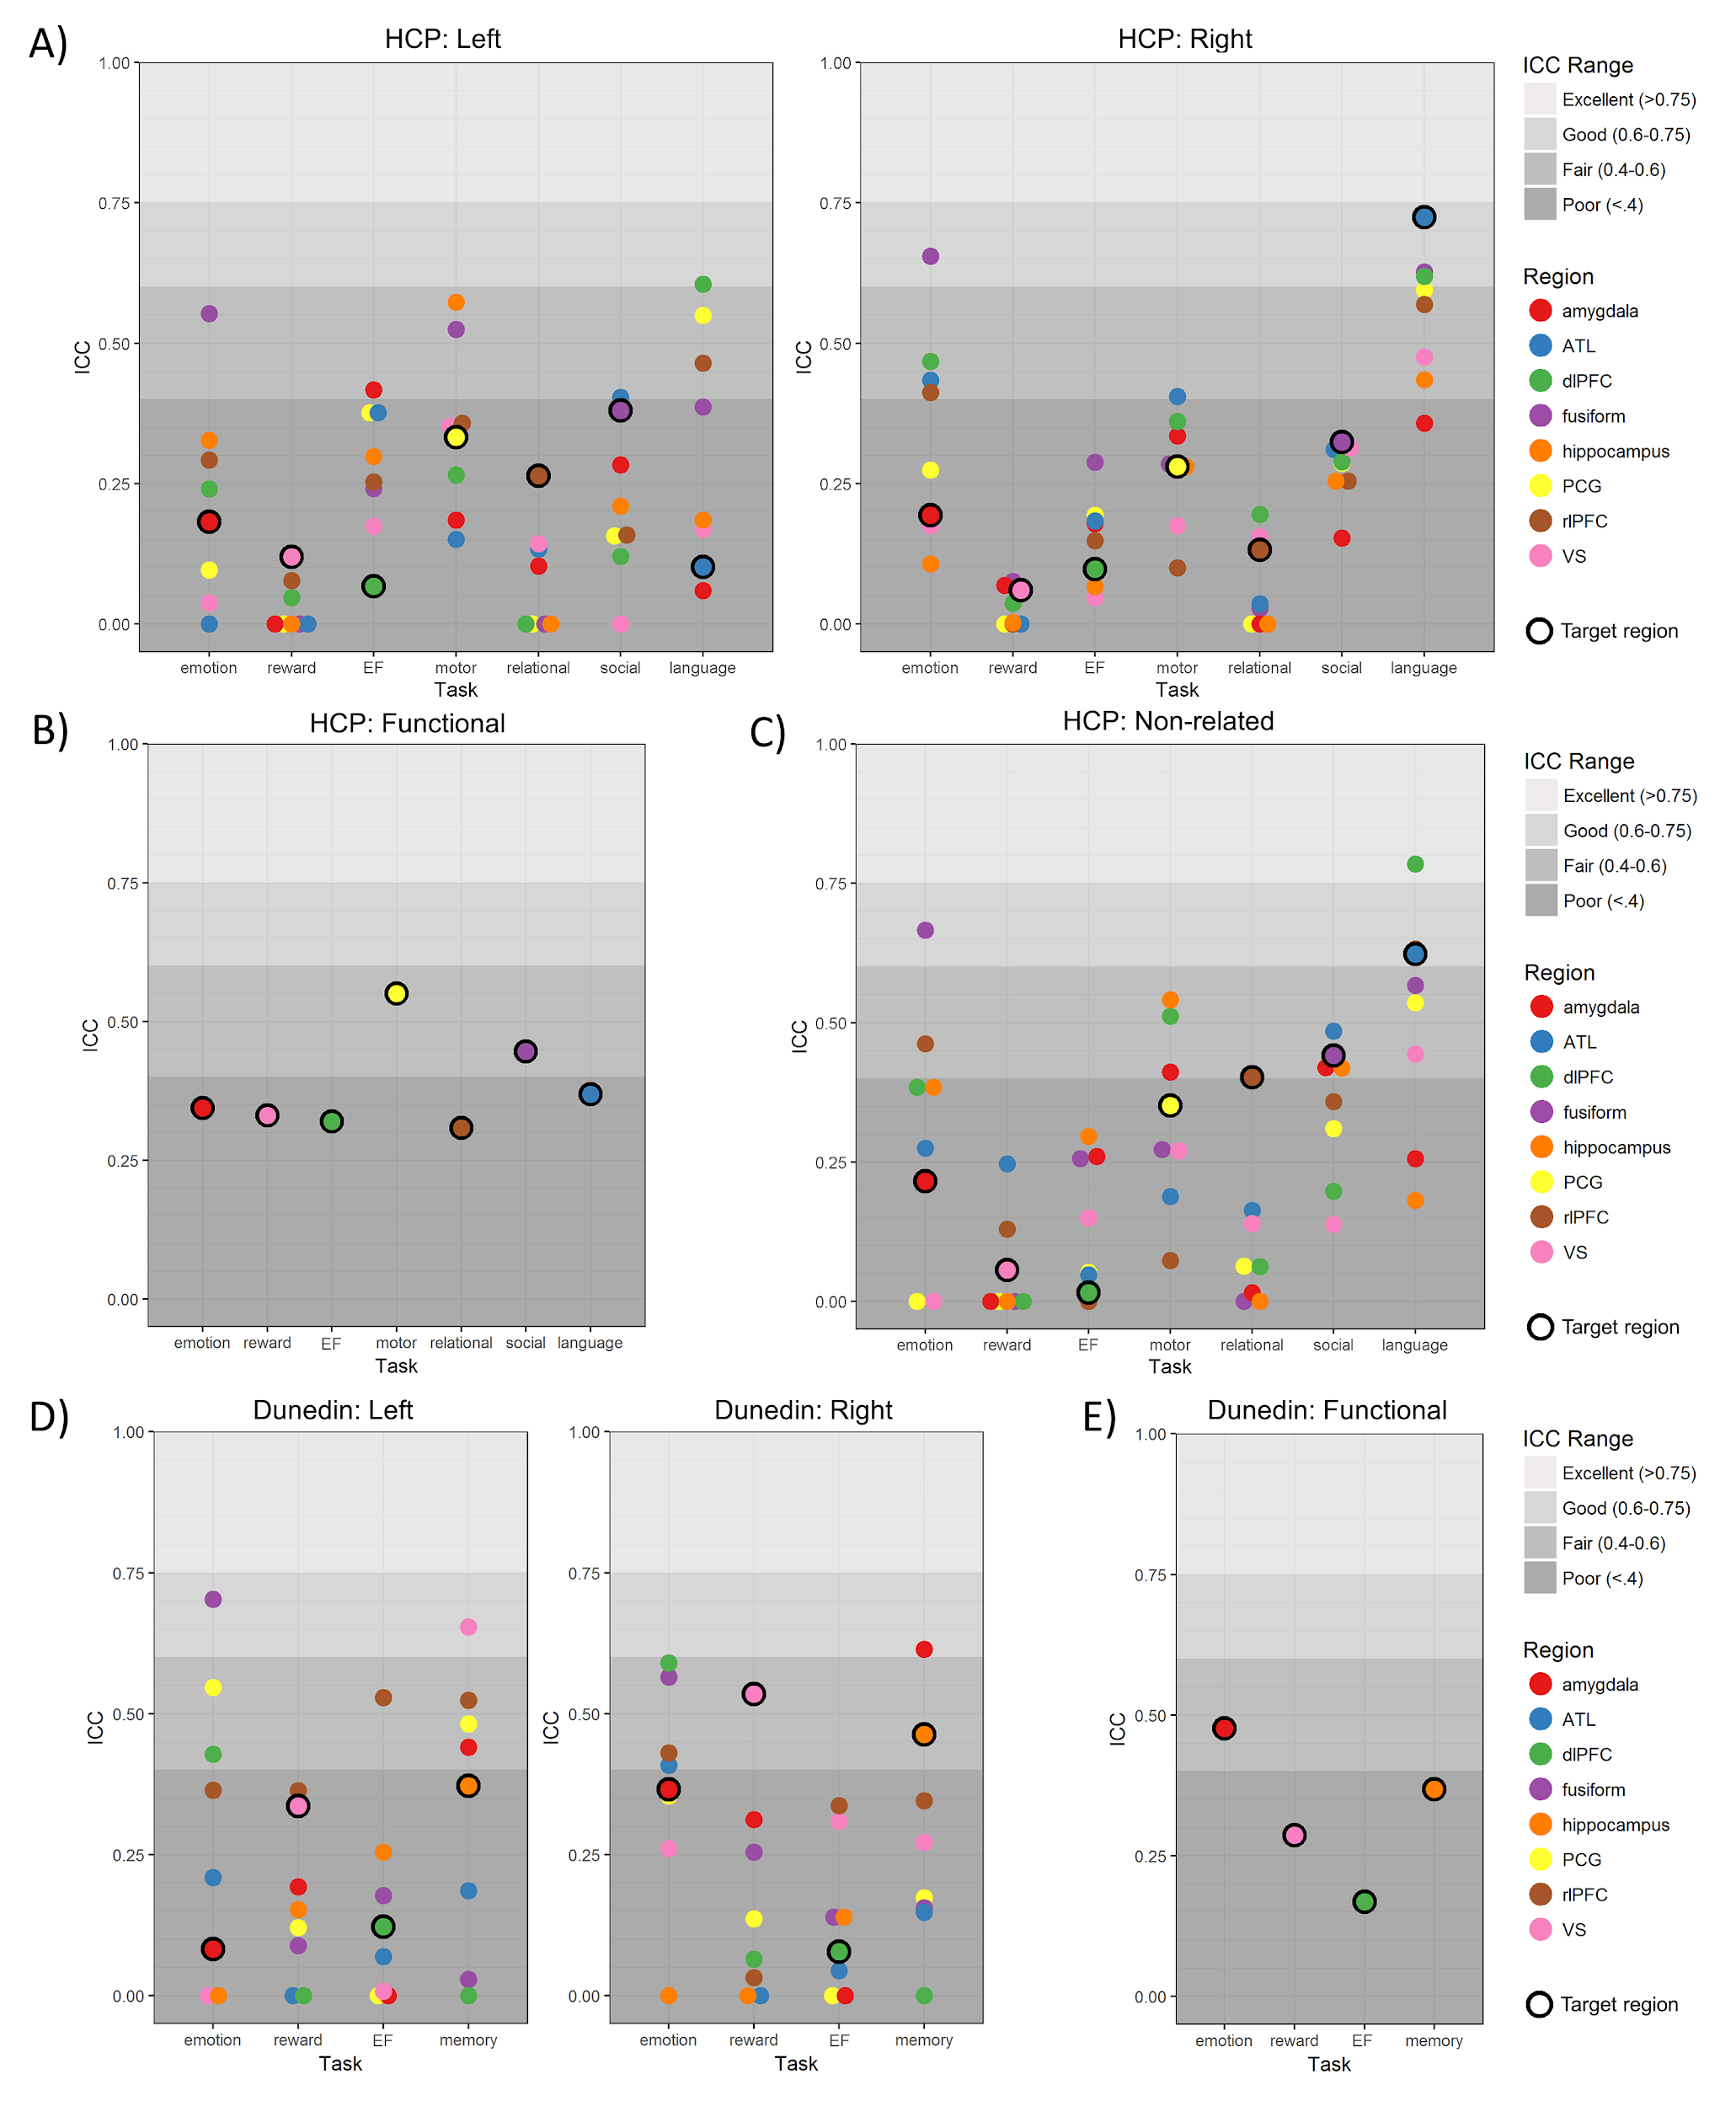 A)
HCP: Left
1.00
0.75
0.50
0.25
0.00
ICC
emotion reward EF motor relational social language
Task
HCP: Right
1.00
0.75
0.50
0.25
0.00
ICC
emotion reward EF motor relational social language
Task
ICC Range
Excellent (>0.75)
Good (0.6-0.75)
Fair (0.4-0.6)
Poor (<.4)
Region
amygdala
ATL
dlPFC
fusiform
hippocampus
PCG
rlPFC
VS
Target region
B)
HCP: Functional
1.00
0.75
0.50
0.25
0.00
ICC
emotion reward EF motor relational social language
Task
C)
HCP: Non-related
1.00
0.75
0.50
0.25
0.00
ICC
emotion reward EF motor relational social language
Task
ICC Range
Excellent (>0.75)
Good (0.6-0.75)
Fair (0.4-0.6)
Poor (<.4)
Region
amygdala
ATL
dlPFC
fusiform
hippocampus
PCG
rlPFC
VS
Target region
D)
Dunedin: Left
1.00
0.75
0.50
0.25
0.00
ICC
emotion reward EF memory
Task
Dunedin: Right
1.00
0.75
0.50
0.25
0.00
ICC
emotion reward EF memory
Task
E)
Dunedin: Functional
1.00
0.75
0.50
0.25
0.00
ICC
emotion reward EF memory
Task
ICC Range
Excellent (>0.75)
Good (0.6-0.75)
Fair (0.4-0.6)
Poor (<.4)
Region
amygdala
ATL
dlPFC
fusiform
hippocampus
PCG
rlPFC
VS
Target region